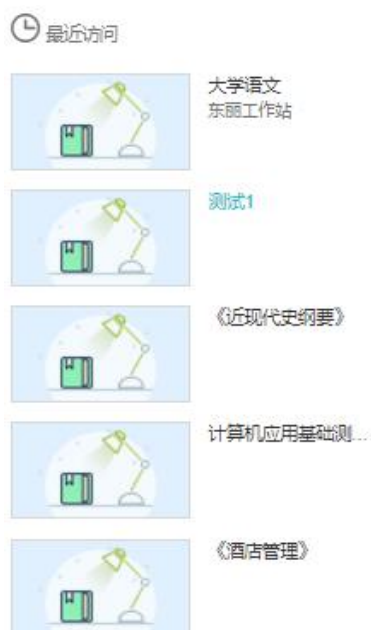 最近访问
大学语文
东丽工作站
测试1
《近现代史纲要》
计算机应用基础测...
《酒店管理》